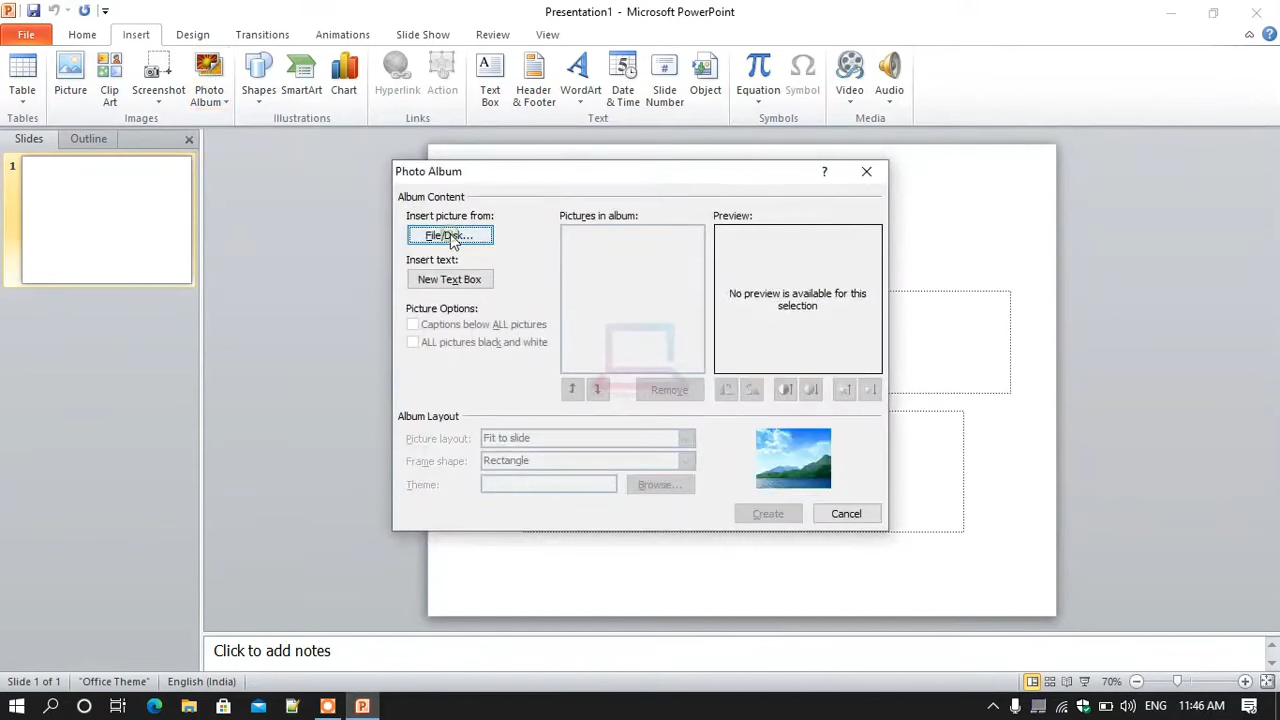 Presentation1 - Microsoft PowerPoint
File Home Insert Design Transitions Animations Slide Show Review View
Table Picture Clip Art Screenshot Photo Album Shapes SmartArt Chart Hyperlink Action Text Box Header & Footer WordArt Date & Time Slide Number Object Equation Symbol Video Audio
Tables Images Illustrations Links Text Symbols Media
Slides Outline
1
Photo Album
Album Content
Insert picture from: Pictures in album: Preview:
File/Disk...
Insert text:
New Text Box
No preview is available for this
selection
Picture Options:
Captions below ALL pictures
ALL pictures black and white
Remove
Album Layout
Picture layout: Fit to slide
Frame shape: Rectangle
Theme: Browse...
Create Cancel
Click to add notes
Slide 1 of 1 "Office Theme" English (India) 70%
ENG 11:46 AM